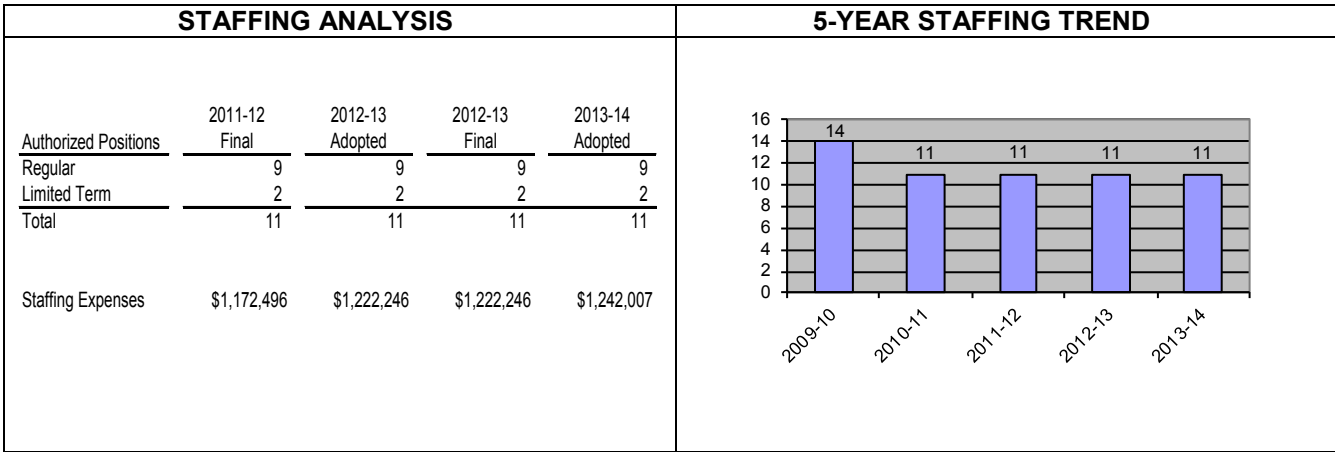 STAFFING ANALYSIS
5-YEAR STAFFING TREND
2011-12 2012-13 2012-13 2013-14
Authorized Positions Final Adopted Final Adopted
Regular 9 9 9 9
Limited Term 2 2 2 2
Total 11 11 11 11
Staffing Expenses $1,172,496 $1,222,246 $1,222,246 $1,242,007
16
14
12
10
8
6
4
2
0
14 11 11 11 11
2009-10 2010-11 2011-12 2012-13 2013-14